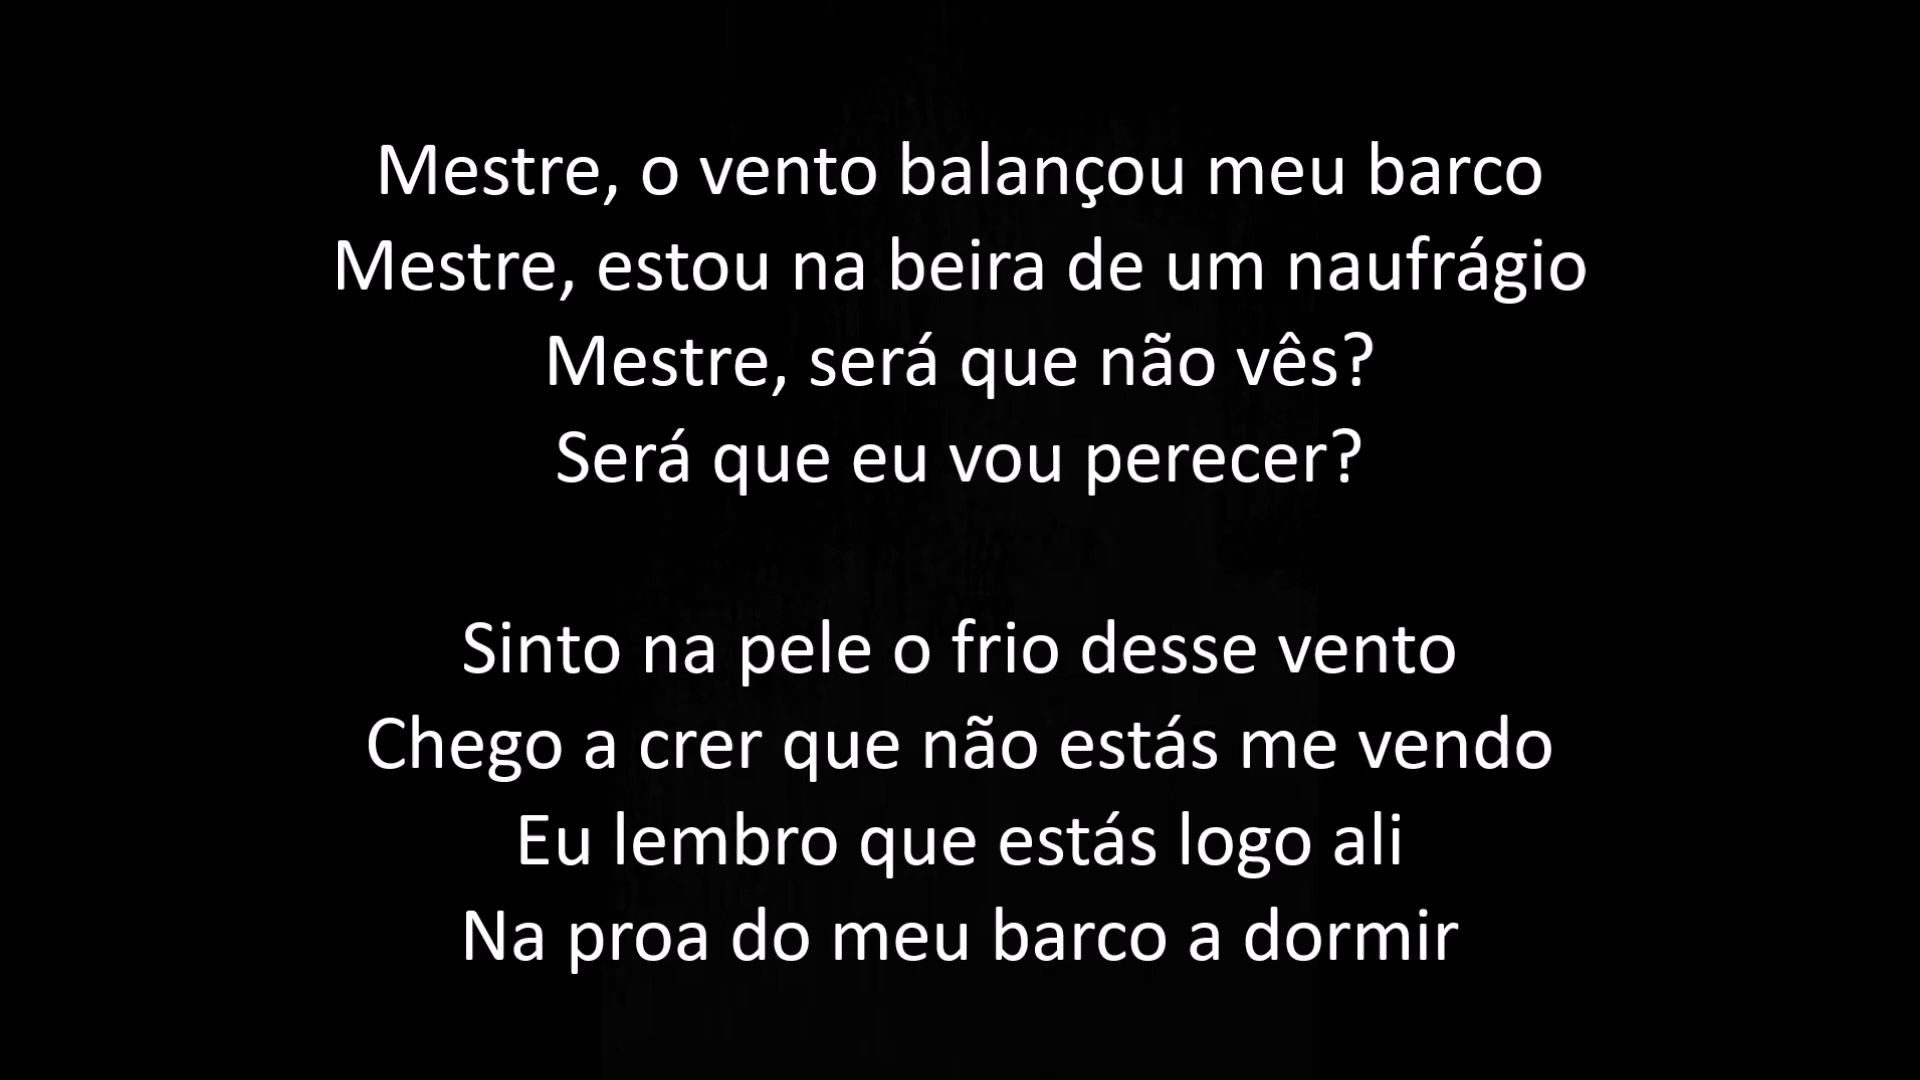 Mestre, o vento balançou meu barco
Mestre, estou na beira de um naufrágio
Mestre, será que não vês?
Será que eu vou perecer?
Sinto na pele o frio desse vento
Chego a crer que não estás me vendo
Eu lembro que estás logo ali
Na proa do meu barco a dormir